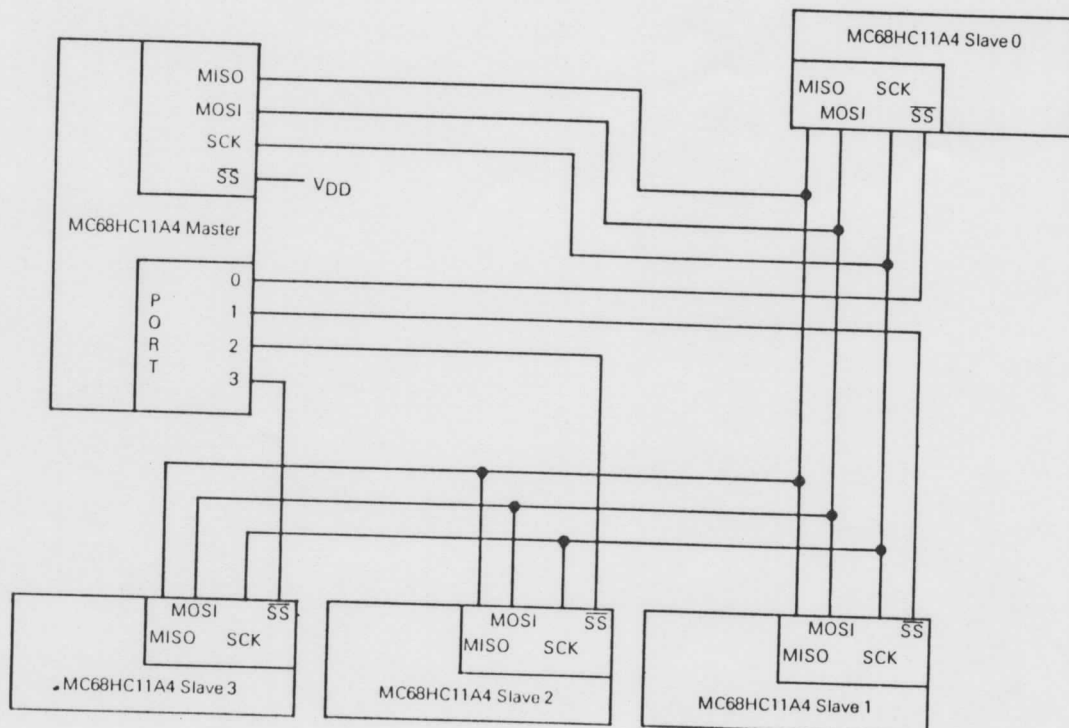 MISO
MOSI
SCK
SS
VDD
MC68HC11A4 Master
PORT
0
1
2
3
MC68HC11A4 Slave 0
MISO SCK
MOSI SS
MOSI SS
MISO SCK
MC68HC11A4 Slave 3
MOSI SS
MISO SCK
MC68HC11A4 Slave 2
MOSI SS
MISO SCK
MC68HC11A4 Slave 1